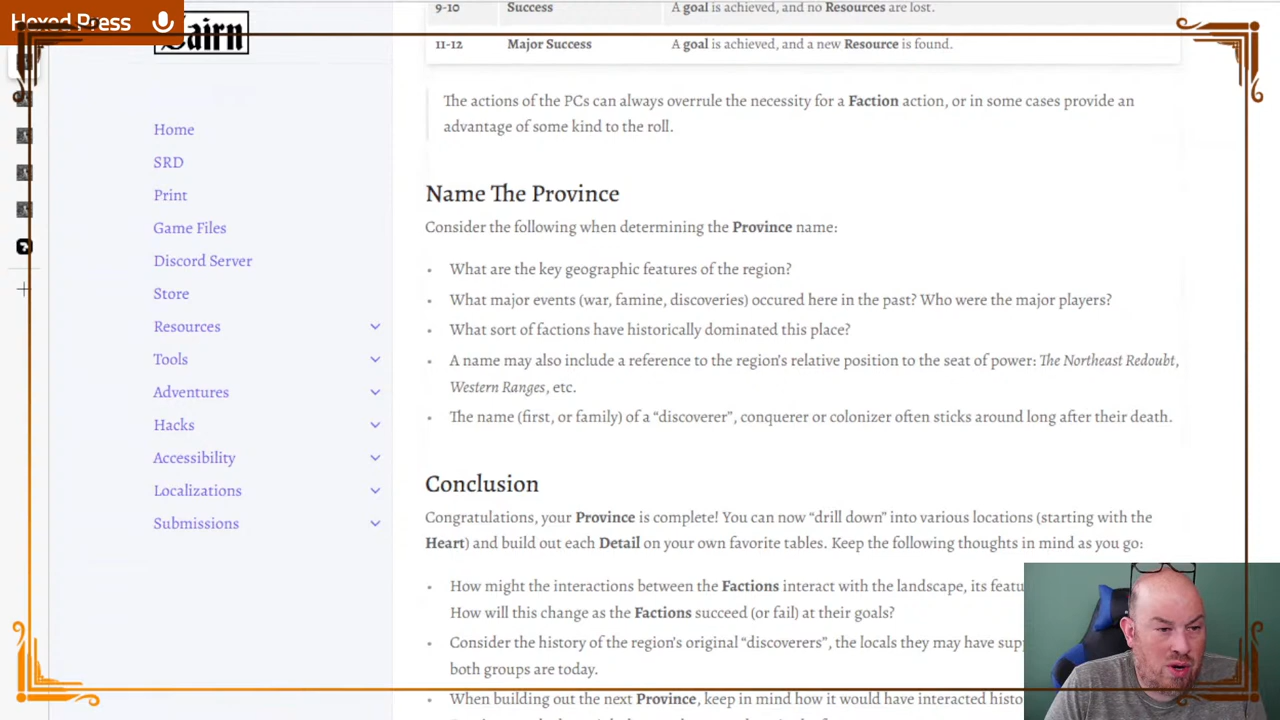 Hexed Press
Cairn
Home
SRD
Print
Game Files
Discord Server
Store
Resources
Tools
Adventures
Hacks
Accessibility
Localizations
Submissions
9-10 Success A goal is achieved, and no Resources are lost.
11-12 Major Success A goal is achieved, and a new Resource is found.
The actions of the PCs can always overrule the necessity for a Faction action, or in some cases provide an
advantage of some kind to the roll.
Name The Province
Consider the following when determining the Province name:
• What are the key geographic features of the region?
• What major events (war, famine, discoveries) occured here in the past? Who were the major players?
• What sort of factions have historically dominated this place?
• A name may also include a reference to the region's relative position to the seat of power: The Northeast Redoubt,
Western Ranges, etc.
• The name (first, or family) of a “discoverer”, conquerer or colonizer often sticks around long after their death.
Conclusion
Congratulations, your Province is complete! You can now “drill down” into various locations (starting with the
Heart) and build out each Detail on your own favorite tables. Keep the following thoughts in mind as you go:
• How might the interactions between the Factions interact with the landscape, its
How will this change as the Factions succeed (or fail) at their goals?
• Consider the history of the region's original “discoverers”, the locals they may have
both groups are today.
• When building out the next Province, keep in mind how it would have interacted